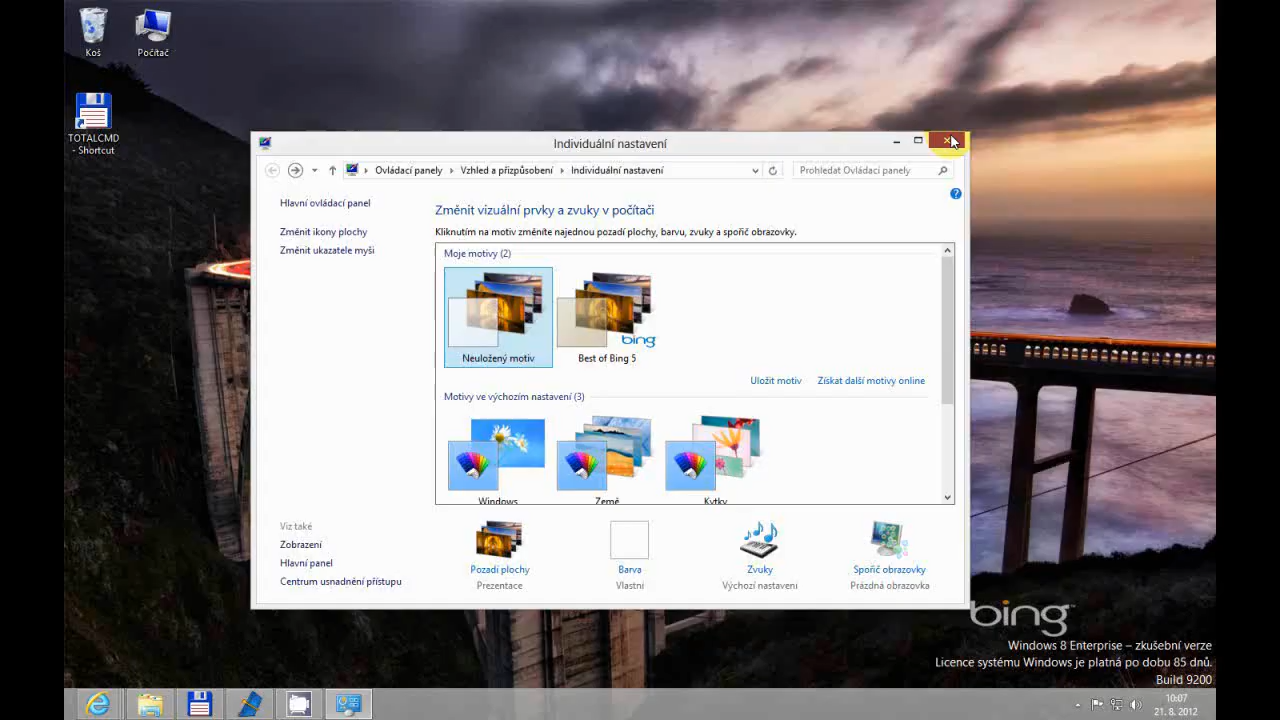 Koš
Počítač
TOTALCMD
- Shortcut
Individuální nastavení
Ovládací panely
Vzhled a přizpůsobení
Individuální nastavení
Prohledat Ovládací panely
Hlavní ovládací panel
Změnit ikony plochy
Změnit ukazatele myši
Změnit vizuální prvky a zvuky v počítači
Kliknutím na motiv změníte najednou pozadí plochy, barvu, zvuky a spořič obrazovky.
Moje motivy (2)
bing
Neuložený motiv
Best of Bing 5
Uložit motiv
Získat další motivy online
Motivy ve výchozím nastavení (3)
Windows
Země
Kytky
Viz také
Zobrazení
Hlavní panel
Centrum usnadnění přístupu
Pozadí plochy
Prezentace
Barva
Vlastní
Zvuky
Výchozí nastavení
Spořič obrazovky
Prázdná obrazovka
bing™
Windows 8 Enterprise – zkušební verze
Licence systému Windows je platná po dobu 85 dnů.
Build 9200
10:07
21. 8. 2012